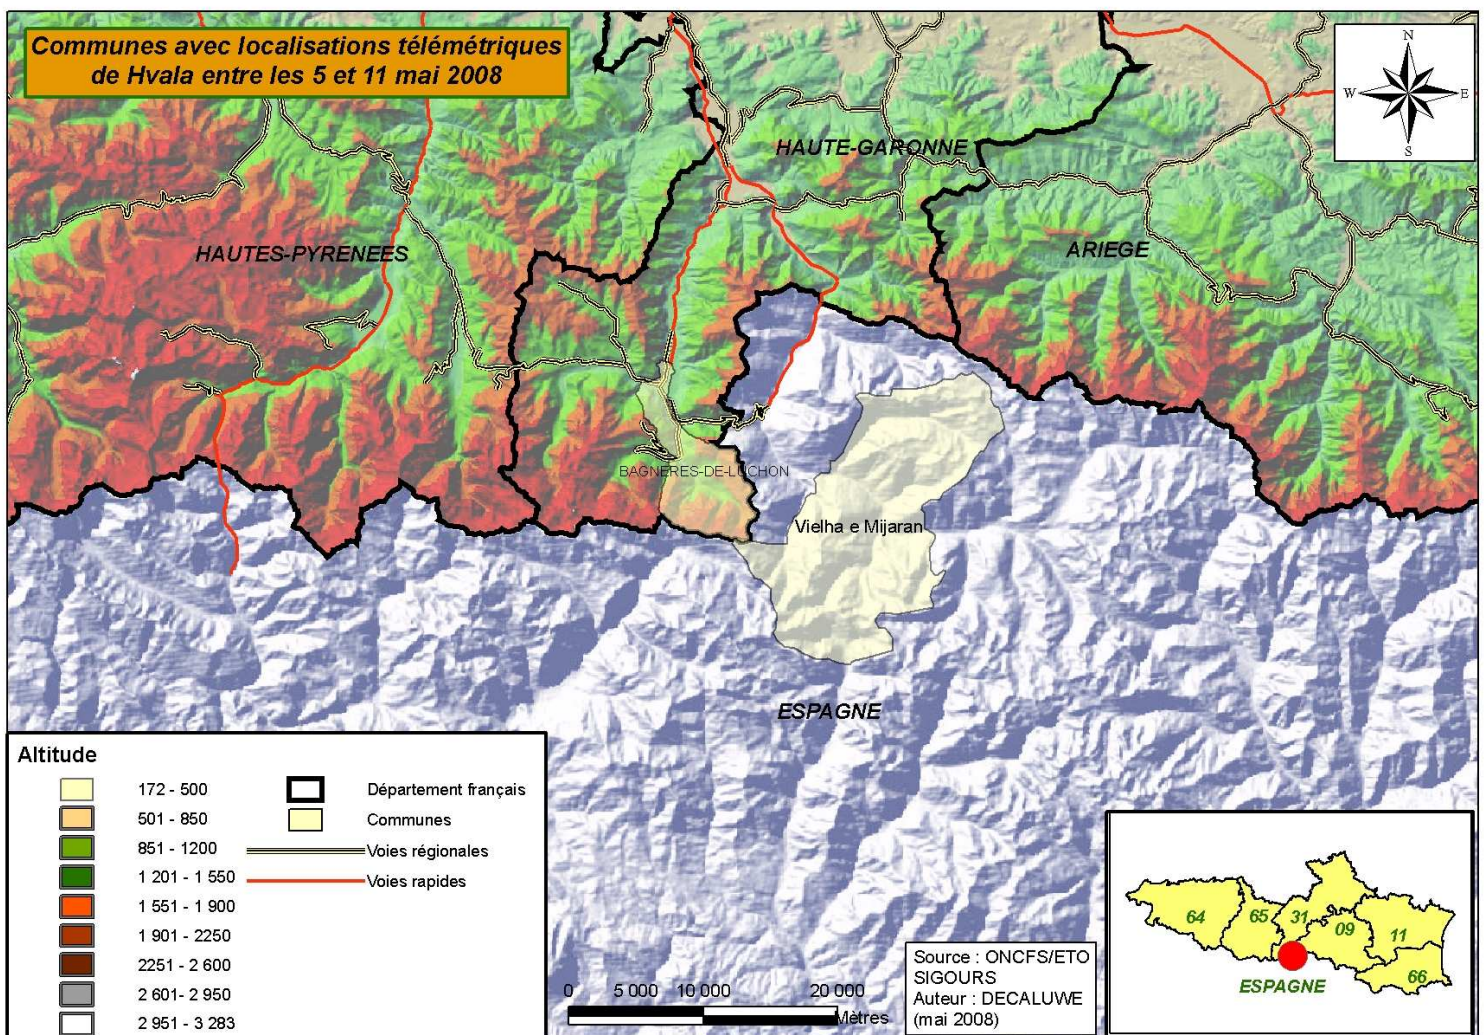 Communes avec localisations télémétriques
de Hvala entre les 5 et 11 mai 2008
N
W
E
S
HAUTE-GARONNE
HAUTES-PYRENEES
ARIEGE
BAGNERES-DE-LUCHON
Vielha e Mijaran
ESPAGNE
Altitude
172 - 500
501 - 850
851 - 1200
1 201 - 1 550
1 551 - 1 900
1 901 - 2250
2251 - 2 600
2 601- 2 950
2 951 - 3 283
Département français
Communes
Voies régionales
Voies rapides
0 5 000 10 000 20 000
Mètres
Source : ONCFS/ETO
SIGOURS
Auteur : DECALUWE
(mai 2008)
64
65
31
09
11
66
ESPAGNE